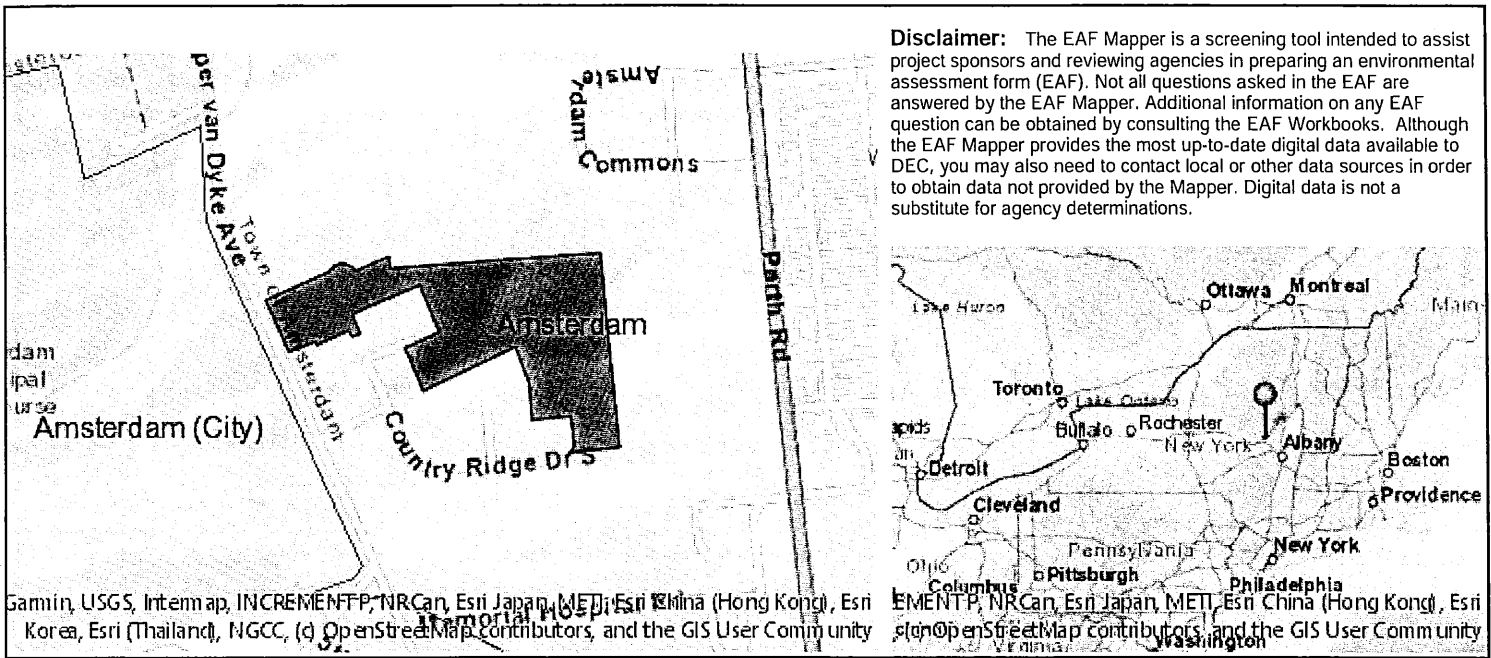 Disclaimer: The EAF Mapper is a screening tool intended to assist
project sponsors and reviewing agencies in preparing an environmental
assessment form (EAF). Not all questions asked in the EAF are
answered by the EAF Mapper. Additional information on any EAF
question can be obtained by consulting the EAF Workbooks. Although
the EAF Mapper provides the most up-to-date digital data available to
DEC, you may also need to contact local or other data sources in order
to obtain data not provided by the Mapper. Digital data is not a
substitute for agency determinations.
per van Dyke Ave
Amsterdam Commons
Perth Rd
Amsterdam
Country Ridge Dr S
dam
ipal
urse
Amsterdam (City)
Garmin, USGS, Intermap, INCREMENT P, NRCan, Esri Japan, METI, Esri China (Hong Kong), Esri
Korea, Esri (Thailand), NGCC, (c) OpenStreetMap contributors, and the GIS User Community
Ottawa
Montreal
Lake Huron
Main
Toronto
Lake Ontario
apids
Buffalo
Rochester
New York
Albany
Detroit
Boston
Cleveland
Providence
Pennsylvania
New York
Ohio
Pittsburgh
Columbus
Philadelphia
EMENT P, NRCan, Esri Japan, METI, Esri China (Hong Kong), Esri
OpenStreetMap contributors, and the GIS User Community
Virginia
Washington